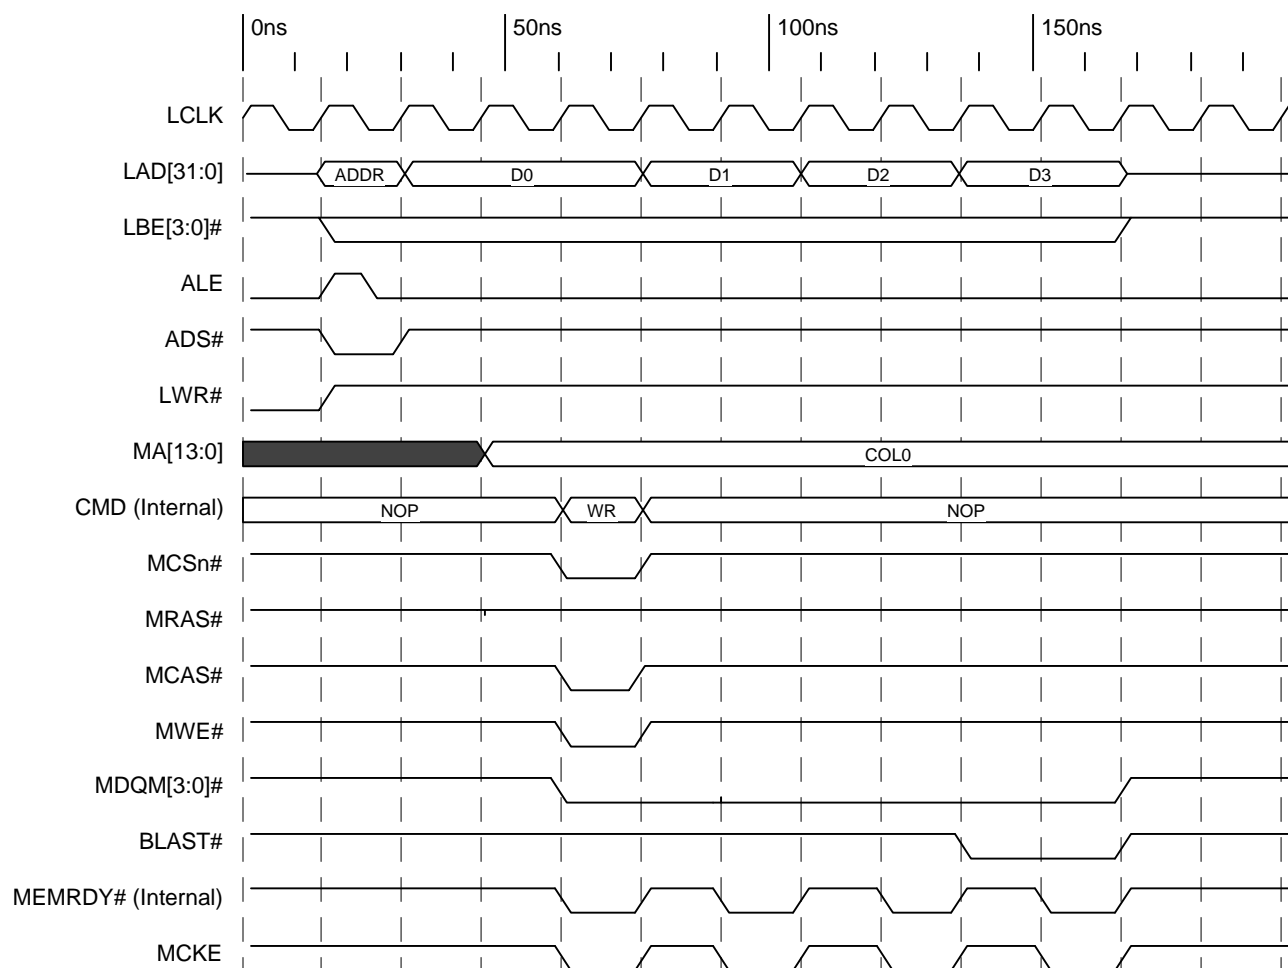 0ns 50ns 100ns 150ns
LCLK
LAD[31:0] ADDR D0 D1 D2 D3
LBE[3:0]#
ALE
ADS#
LWR#
MA[13:0] COL0
CMD (Internal) NOP WR NOP
MCSn#
MRAS#
MCAS#
MWE#
MDQM[3:0]#
BLAST#
MEMRDY# (Internal)
MCKE